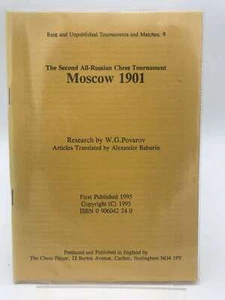 Rare and Unpublished Tournaments and Matches: 9
The Second All-Russian Chess Tournament
Moscow 1901
Research by W.G.Povarov
Articles Translated by Alexander Baburin
First Published 1995
Copyright (C) 1995
ISBN 0 906042 24 0
Produced and Published in England by
The Chess Player, 12 Burton Avenue, Carlton, Nottingham NG4 1PT